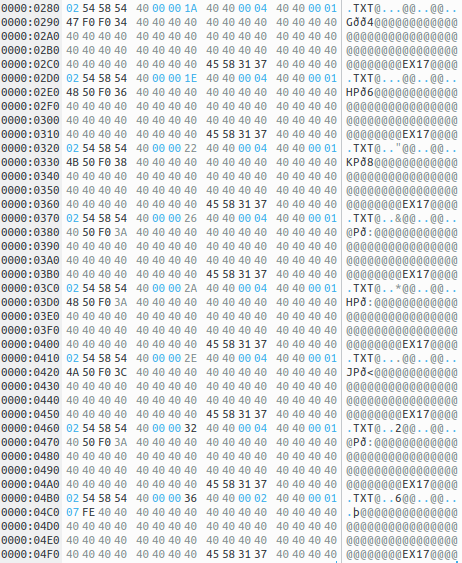 0000:0280 02 54 58 54 40 00 00 1A 40 40 00 04 40 40 00 01 .TXT@...@@..@@..
0000:0290 47 F0 F0 34 40 40 40 40 40 40 40 40 40 40 40 40 Gðð4@@@@@@@@@@@@
0000:02A0 40 40 40 40 40 40 40 40 40 40 40 40 40 40 40 40 @@@@@@@@@@@@@@@@
0000:02B0 40 40 40 40 40 40 40 40 40 40 40 40 40 40 40 40 @@@@@@@@@@@@@@@@
0000:02C0 40 40 40 40 40 40 40 40 45 58 31 37 40 40 40 40 @@@@@@@@EX17@@@@
0000:02D0 02 54 58 54 40 00 00 1E 40 40 00 04 40 40 00 01 .TXT@...@@..@@..
0000:02E0 48 50 F0 36 40 40 40 40 40 40 40 40 40 40 40 40 HPð6@@@@@@@@@@@@
0000:02F0 40 40 40 40 40 40 40 40 40 40 40 40 40 40 40 40 @@@@@@@@@@@@@@@@
0000:0300 40 40 40 40 40 40 40 40 40 40 40 40 40 40 40 40 @@@@@@@@@@@@@@@@
0000:0310 40 40 40 40 40 40 40 40 45 58 31 37 40 40 40 40 @@@@@@@@EX17@@@@
0000:0320 02 54 58 54 40 00 00 22 40 40 00 04 40 40 00 01 .TXT@.."@@..@@..
0000:0330 4B 50 F0 38 40 40 40 40 40 40 40 40 40 40 40 40 KPð8@@@@@@@@@@@@
0000:0340 40 40 40 40 40 40 40 40 40 40 40 40 40 40 40 40 @@@@@@@@@@@@@@@@
0000:0350 40 40 40 40 40 40 40 40 40 40 40 40 40 40 40 40 @@@@@@@@@@@@@@@@
0000:0360 40 40 40 40 40 40 40 40 45 58 31 37 40 40 40 40 @@@@@@@@EX17@@@@
0000:0370 02 54 58 54 40 00 00 26 40 40 00 04 40 40 00 01 .TXT@..&@@..@@..
0000:0380 40 50 F0 3A 40 40 40 40 40 40 40 40 40 40 40 40 @Pð:@@@@@@@@@@@@
0000:0390 40 40 40 40 40 40 40 40 40 40 40 40 40 40 40 40 @@@@@@@@@@@@@@@@
0000:03A0 40 40 40 40 40 40 40 40 40 40 40 40 40 40 40 40 @@@@@@@@@@@@@@@@
0000:03B0 40 40 40 40 40 40 40 40 45 58 31 37 40 40 40 40 @@@@@@@@EX17@@@@
0000:03C0 02 54 58 54 40 00 00 2A 40 40 00 04 40 40 00 01 .TXT@..*@@..@@..
0000:03D0 48 50 F0 3A 40 40 40 40 40 40 40 40 40 40 40 40 HPð:@@@@@@@@@@@@
0000:03E0 40 40 40 40 40 40 40 40 40 40 40 40 40 40 40 40 @@@@@@@@@@@@@@@@
0000:03F0 40 40 40 40 40 40 40 40 40 40 40 40 40 40 40 40 @@@@@@@@@@@@@@@@
0000:0400 40 40 40 40 40 40 40 40 45 58 31 37 40 40 40 40 @@@@@@@@EX17@@@@
0000:0410 02 54 58 54 40 00 00 2E 40 40 00 04 40 40 00 01 .TXT@...@@..@@..
0000:0420 4A 50 F0 3C 40 40 40 40 40 40 40 40 40 40 40 40 JPð<@@@@@@@@@@@@
0000:0430 40 40 40 40 40 40 40 40 40 40 40 40 40 40 40 40 @@@@@@@@@@@@@@@@
0000:0440 40 40 40 40 40 40 40 40 40 40 40 40 40 40 40 40 @@@@@@@@@@@@@@@@
0000:0450 40 40 40 40 40 40 40 40 45 58 31 37 40 40 40 40 @@@@@@@@EX17@@@@
0000:0460 02 54 58 54 40 00 00 32 40 40 00 04 40 40 00 01 .TXT@..2@@..@@..
0000:0470 40 50 F0 3A 40 40 40 40 40 40 40 40 40 40 40 40 @Pð:@@@@@@@@@@@@
0000:0480 40 40 40 40 40 40 40 40 40 40 40 40 40 40 40 40 @@@@@@@@@@@@@@@@
0000:0490 40 40 40 40 40 40 40 40 40 40 40 40 40 40 40 40 @@@@@@@@@@@@@@@@
0000:04A0 40 40 40 40 40 40 40 40 45 58 31 37 40 40 40 40 @@@@@@@@EX17@@@@
0000:04B0 02 54 58 54 40 00 00 36 40 40 00 02 40 40 00 01 .TXT@..6@@..@@..
0000:04C0 07 FE 40 40 40 40 40 40 40 40 40 40 40 40 40 40 .þ@@@@@@@@@@@@@@
0000:04D0 40 40 40 40 40 40 40 40 40 40 40 40 40 40 40 40 @@@@@@@@@@@@@@@@
0000:04E0 40 40 40 40 40 40 40 40 40 40 40 40 40 40 40 40 @@@@@@@@@@@@@@@@
0000:04F0 40 40 40 40 40 40 40 40 45 58 31 37 40 40 40 40 @@@@@@@@EX17@@@@